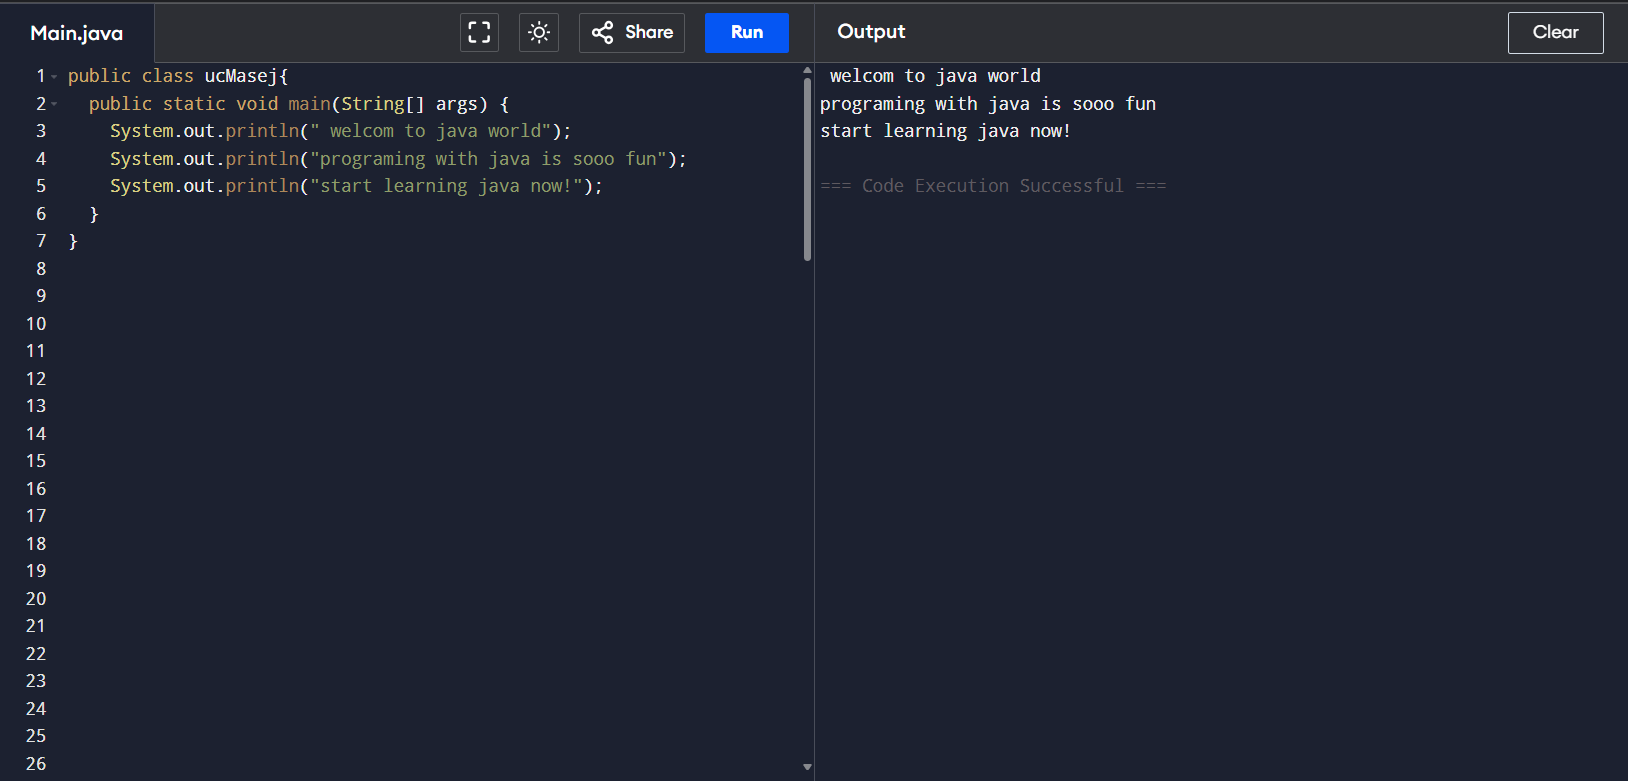 Main.java
Share
Run
Output
Clear
1 public class ucMasej{
2   public static void main(String[] args) {
3     System.out.println(" welcom to java world");
4     System.out.println("programing with java is sooo fun");
5     System.out.println("start learning java now!");
6   }
7 }
8
9
10
11
12
13
14
15
16
17
18
19
20
21
22
23
24
25
26
 welcom to java world
programing with java is sooo fun
start learning java now!
=== Code Execution Successful ===